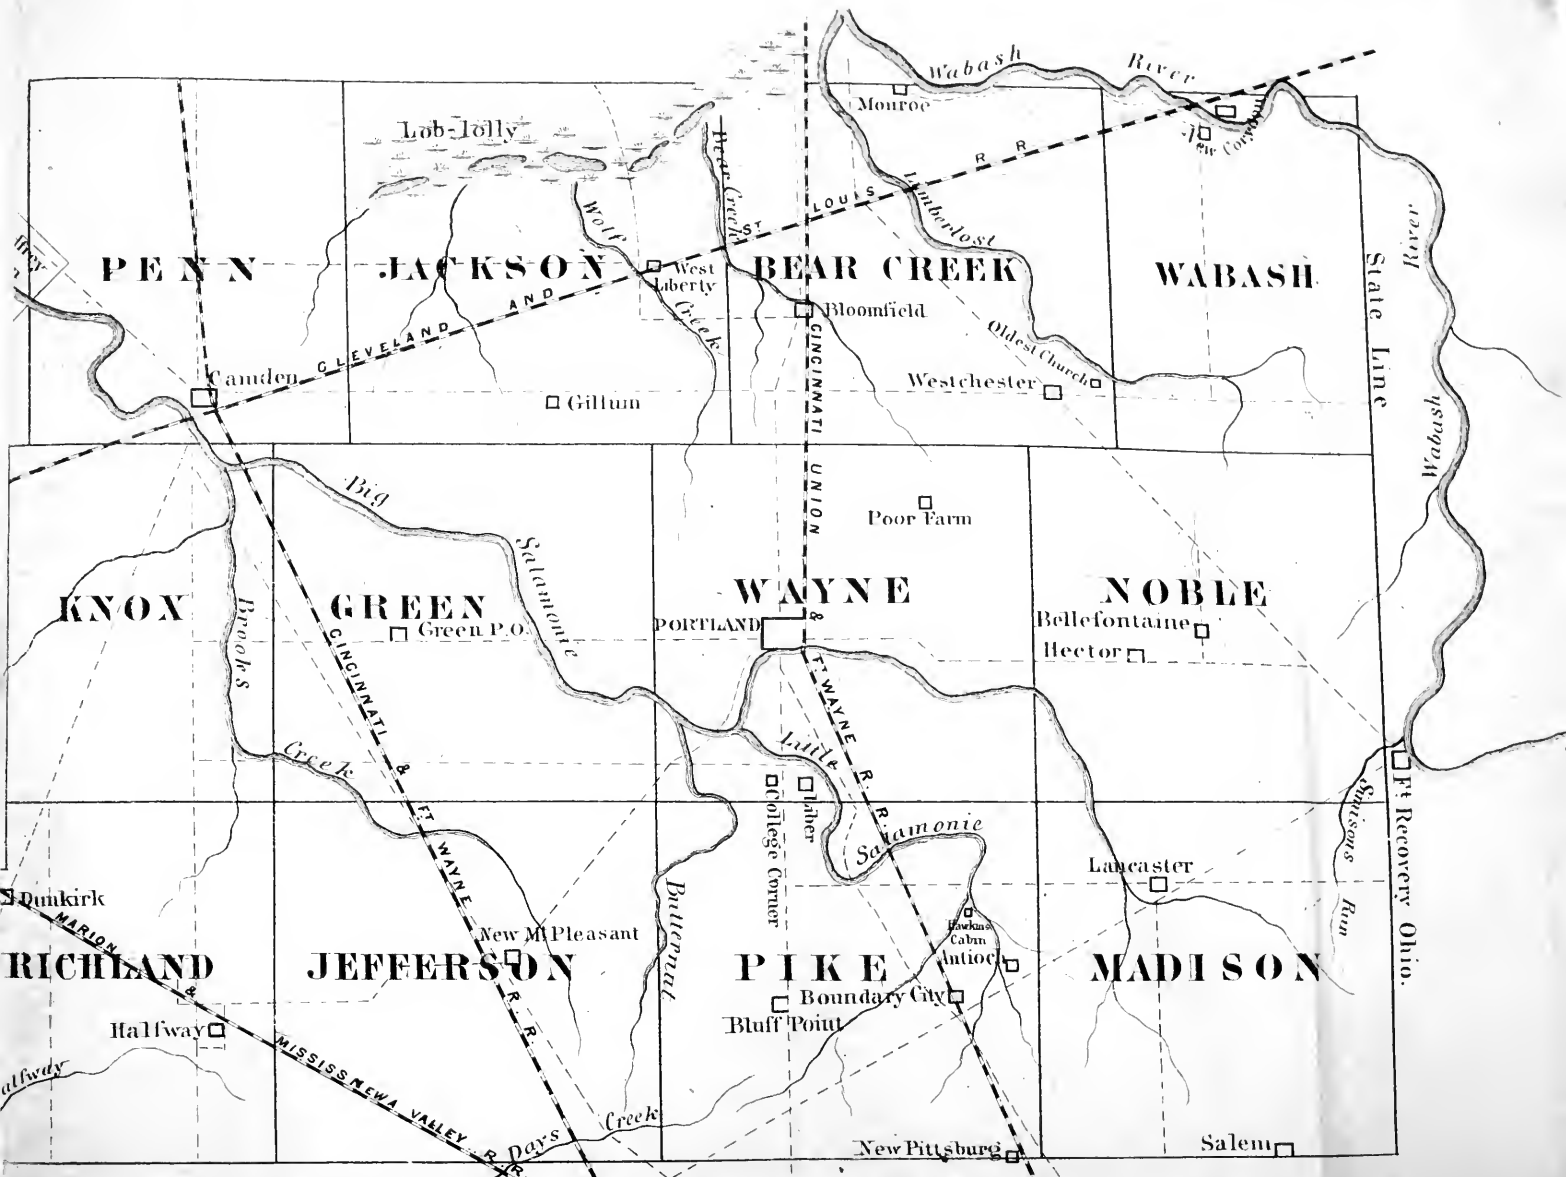 Wabash River
Monroe
New Corydon
Lob-lolly
Bear Creek
Limberlost
Wolf Creek
PENN
JACKSON
BEAR CREEK
WABASH
State Line
Wabash River
West
Liberty
CLEVELAND AND ST LOUIS R R
Bloomfield
Oldest Church
Westchester
Camden
Gillum
CINCINNATI UNION & FT WAYNE R. R.
Big Salamonie
Poor Farm
KNOX
GREEN
WAYNE
NOBLE
Brooks Creek
Green P.O.
PORTLAND
Bellefontaine
Hector
CINCINNATI & FT WAYNE R. R.
Little Salamonie
College Corner
Liber
Ft Recovery Ohio.
Simisons Run
Dunkirk
MARION & MISSISSINEWA VALLEY R. R.
Lancaster
Butternut
New Mt Pleasant
Hawkins
Cabin
Antioch
RICHLAND
JEFFERSON
PIKE
MADISON
Boundary City
Bluff Point
Halfway
alfway
Days Creek
New Pittsburg
Salem